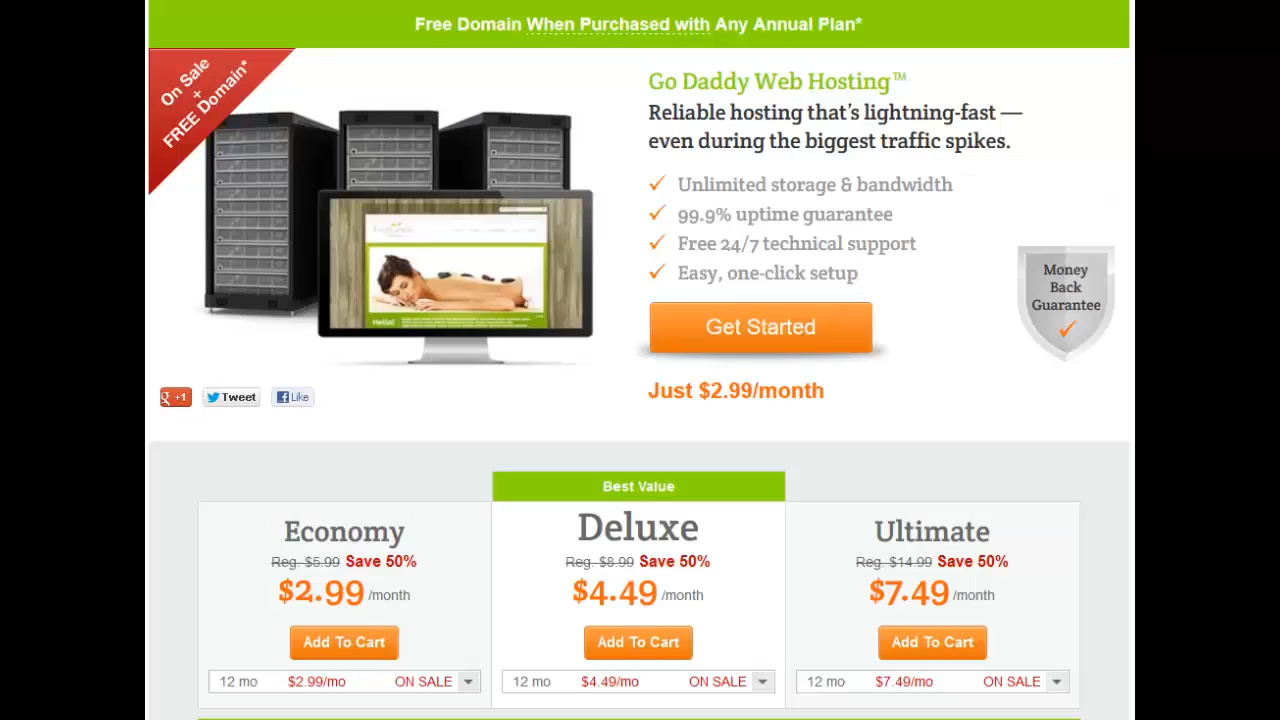 Free Domain When Purchased with Any Annual Plan*
On Sale
+
FREE Domain*
Go Daddy Web Hosting™
Reliable hosting that's lightning-fast —
even during the biggest traffic spikes.
✓ Unlimited storage & bandwidth
✓ 99.9% uptime guarantee
✓ Free 24/7 technical support
✓ Easy, one-click setup
Money
Back
Guarantee
✓
Hello!
Get Started
Just $2.99/month
g +1
Tweet
Like
Best Value
Economy
Reg. $5.99 Save 50%
$2.99 /month
Add To Cart
12 mo $2.99/mo ON SALE
Deluxe
Reg. $8.99 Save 50%
$4.49 /month
Add To Cart
12 mo $4.49/mo ON SALE
Ultimate
Reg. $14.99 Save 50%
$7.49 /month
Add To Cart
12 mo $7.49/mo ON SALE